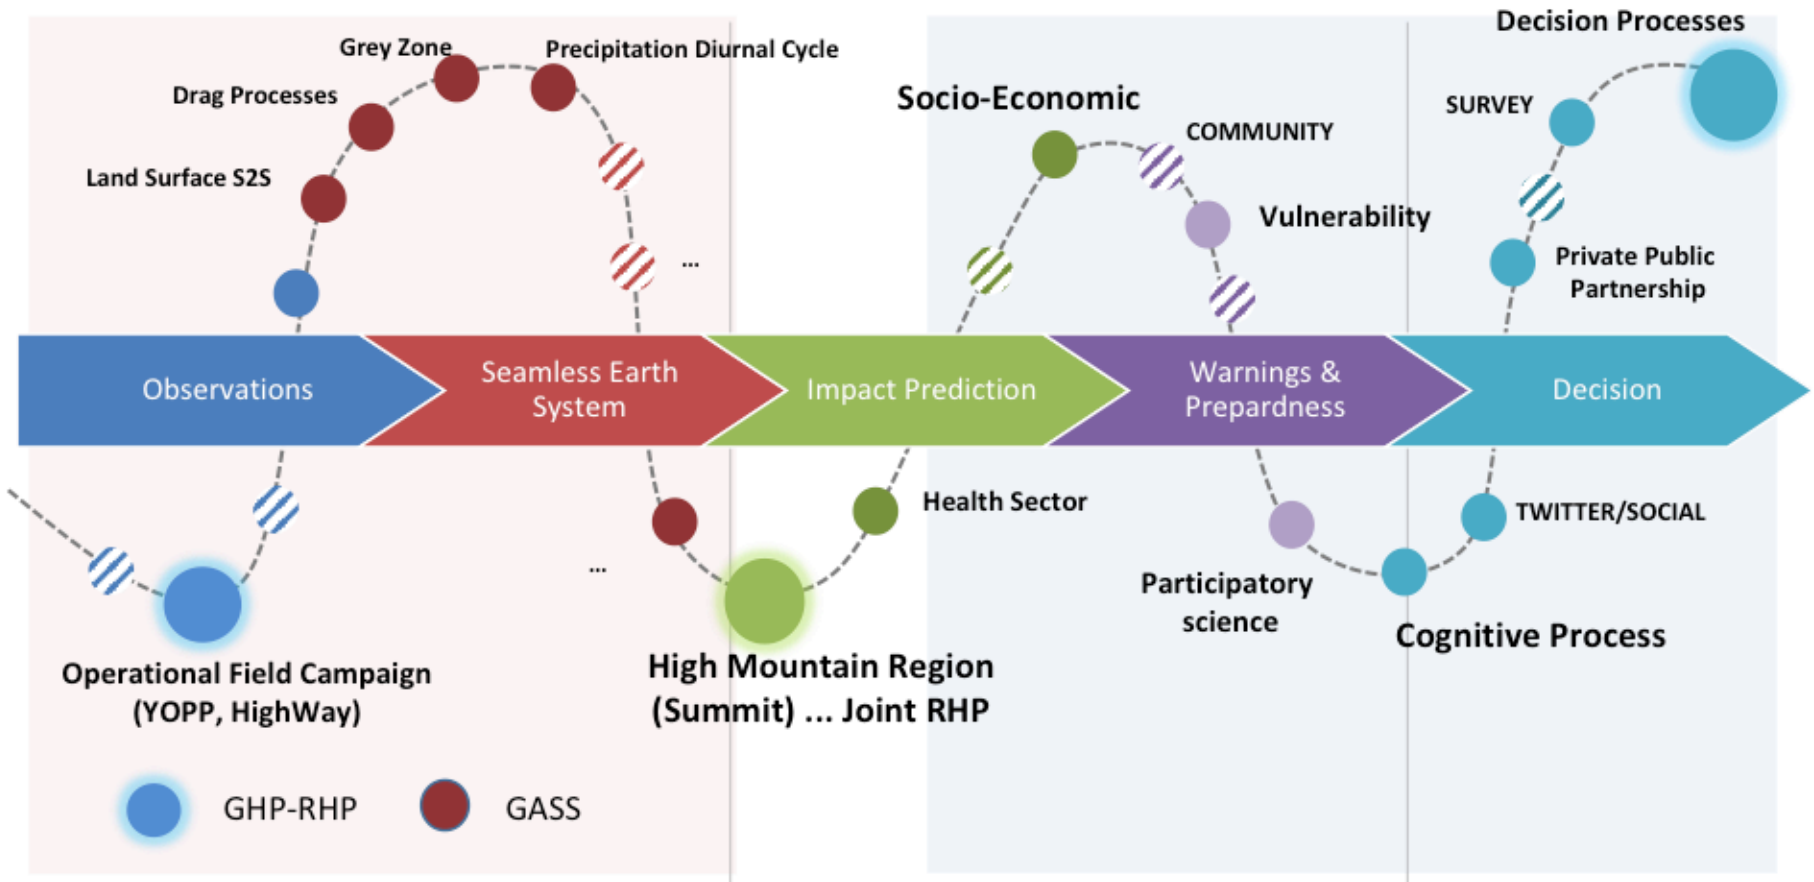 Decision Processes
Grey Zone
Precipitation Diurnal Cycle
Drag Processes
Socio-Economic
SURVEY
COMMUNITY
Land Surface S2S
Vulnerability
...
Private Public
Partnership
Observations
Seamless Earth
System
Impact Prediction
Warnings &
Prepardness
Decision
Health Sector
TWITTER/SOCIAL
...
Participatory
science
Cognitive Process
Operational Field Campaign
(YOPP, HighWay)
High Mountain Region
(Summit) ... Joint RHP
GHP-RHP
GASS